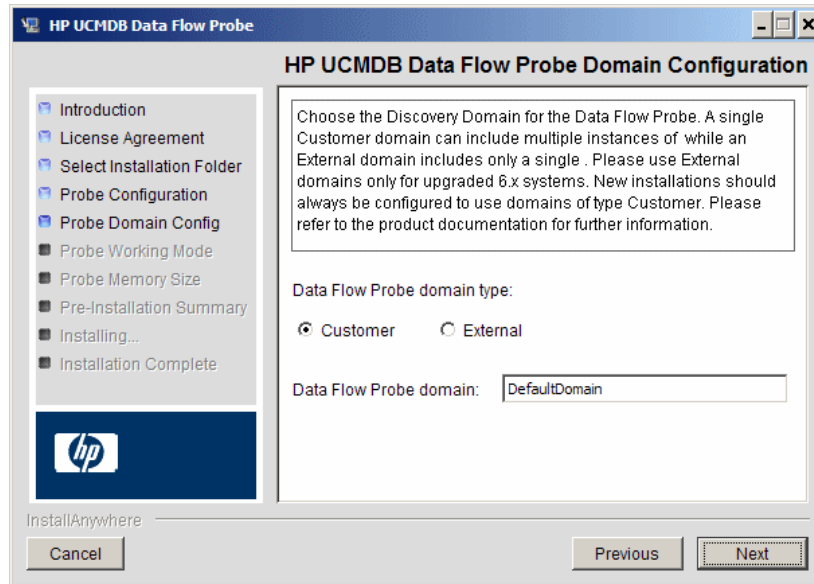 HP UCMDB Data Flow Probe
HP UCMDB Data Flow Probe Domain Configuration
Introduction
License Agreement
Select Installation Folder
Probe Configuration
Probe Domain Config
Probe Working Mode
Probe Memory Size
Pre-Installation Summary
Installing...
Installation Complete
hp
Choose the Discovery Domain for the Data Flow Probe. A single
Customer domain can include multiple instances of while an
External domain includes only a single . Please use External
domains only for upgraded 6.x systems. New installations should
always be configured to use domains of type Customer. Please
refer to the product documentation for further information.
Data Flow Probe domain type:
Customer External
Data Flow Probe domain: DefaultDomain
InstallAnywhere
Cancel Previous Next